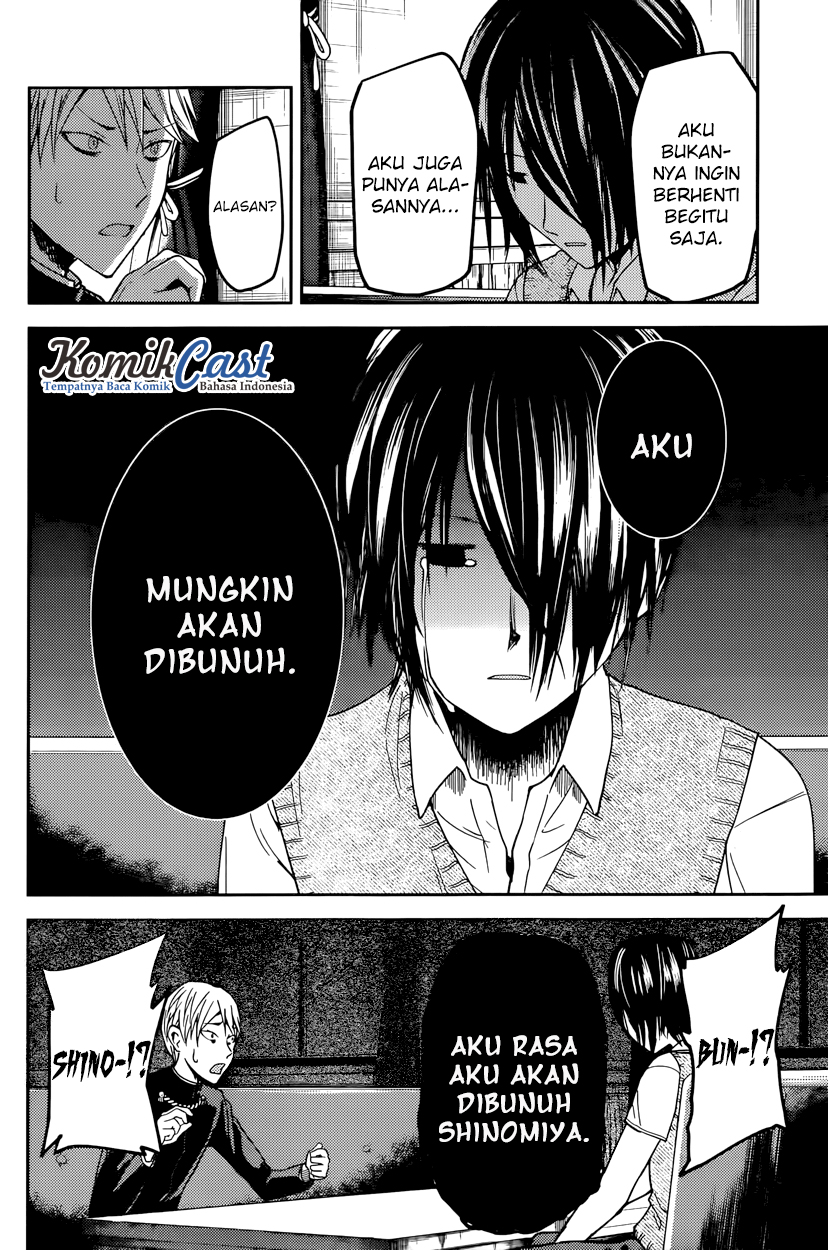 AKU
BUKAN-
NYA INGIN
BERHENTI
BEGITU
SAJA.
AKU JUGA
PUNYA ALA-
SANNYA...
ALASAN?
KomikCast
Tempatnya Baca Komik Bahasa Indonesia
AKU
MUNGKIN
AKAN
DIBUNUH.
BUN-!?
AKU RASA
AKU AKAN
DIBUNUH
SHINOMIYA.
SHINO-!?